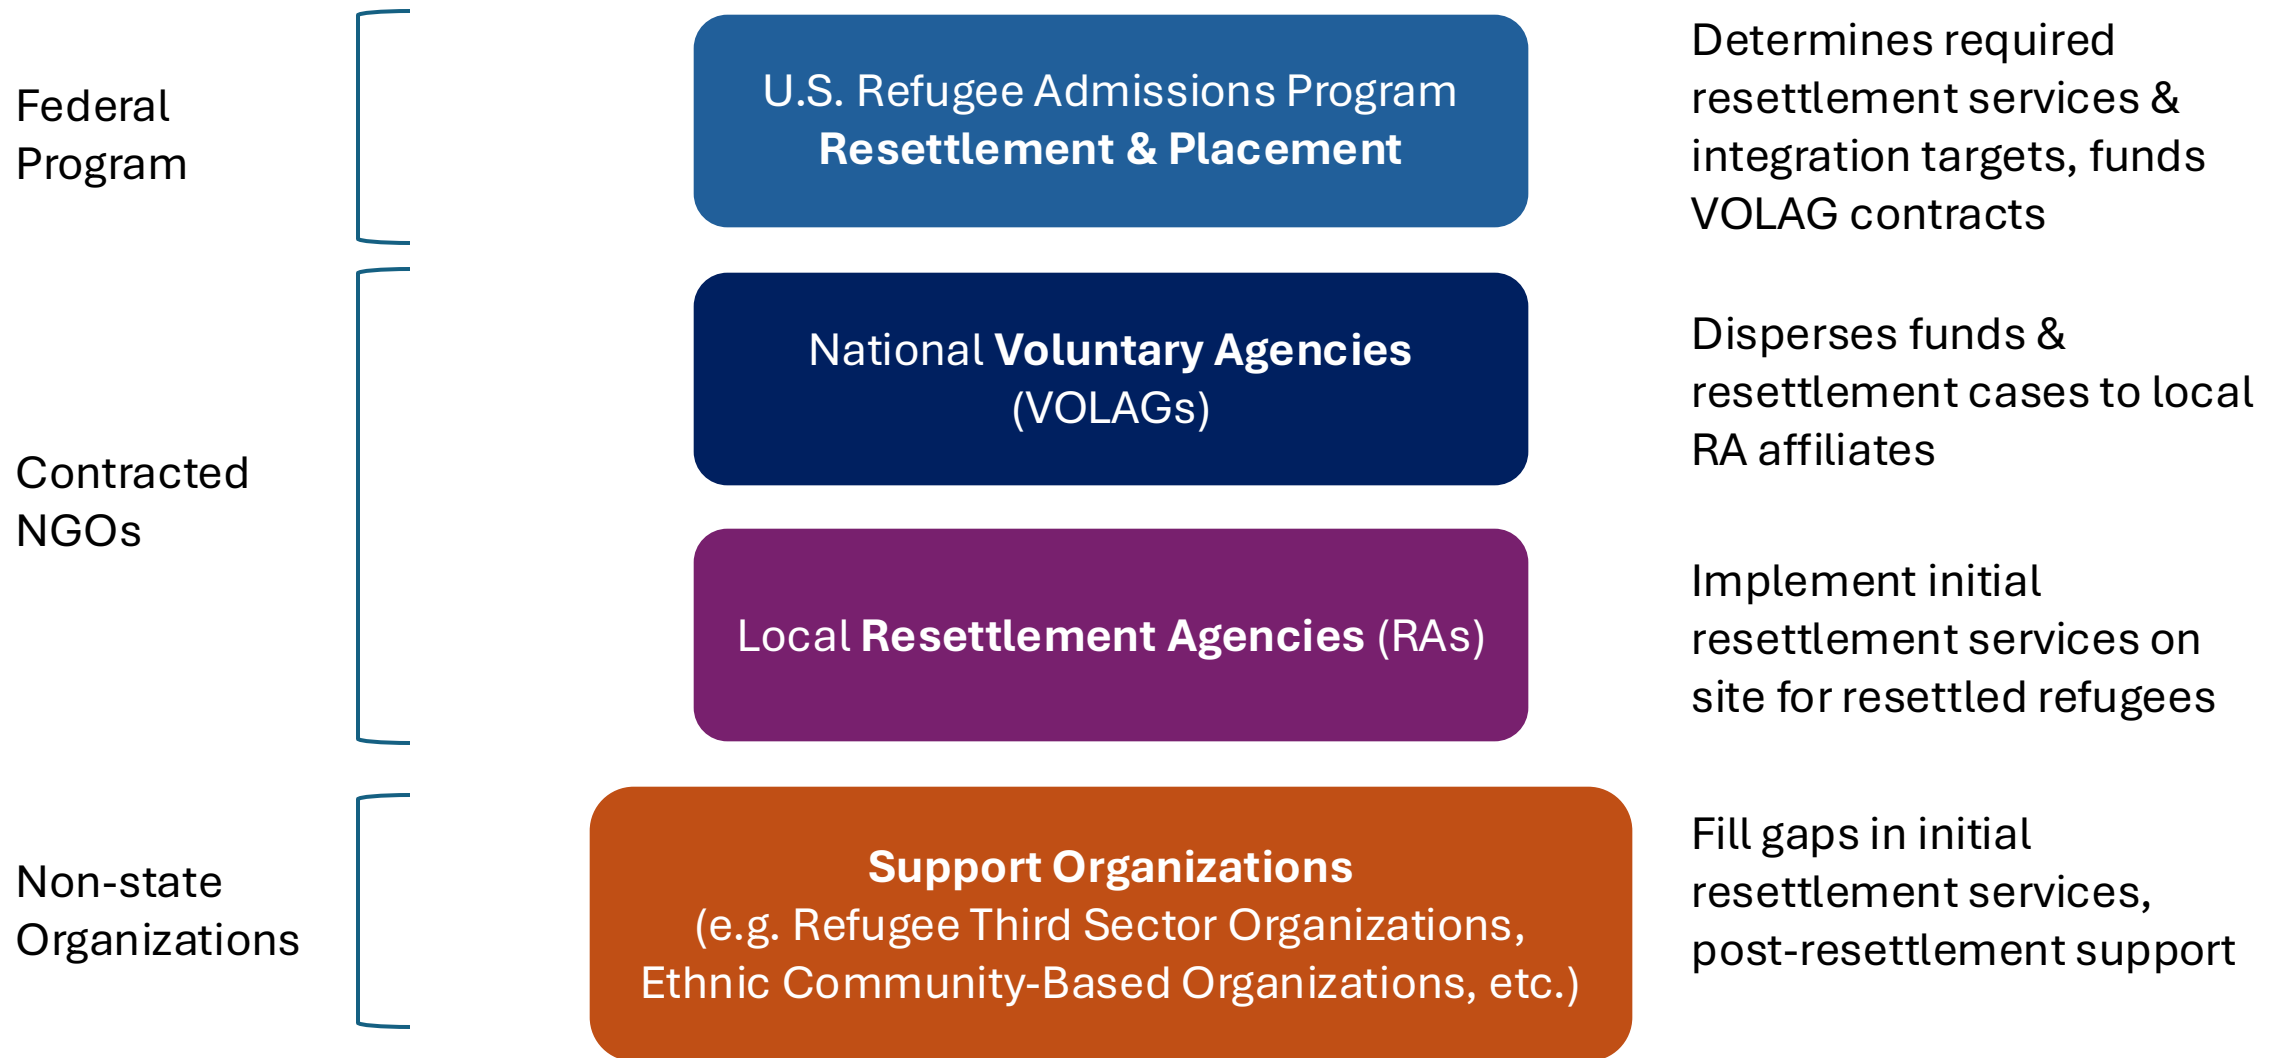 Federal
Program
U.S. Refugee Admissions Program
Resettlement & Placement
Determines required
resettlement services &
integration targets, funds
VOLAG contracts
Contracted
NGOs
National Voluntary Agencies
(VOLAGs)
Disperses funds &
resettlement cases to local
RA affiliates
Local Resettlement Agencies (RAs)
Implement initial
resettlement services on
site for resettled refugees
Non-state
Organizations
Support Organizations
(e.g. Refugee Third Sector Organizations,
Ethnic Community-Based Organizations, etc.)
Fill gaps in initial
resettlement services,
post-resettlement support